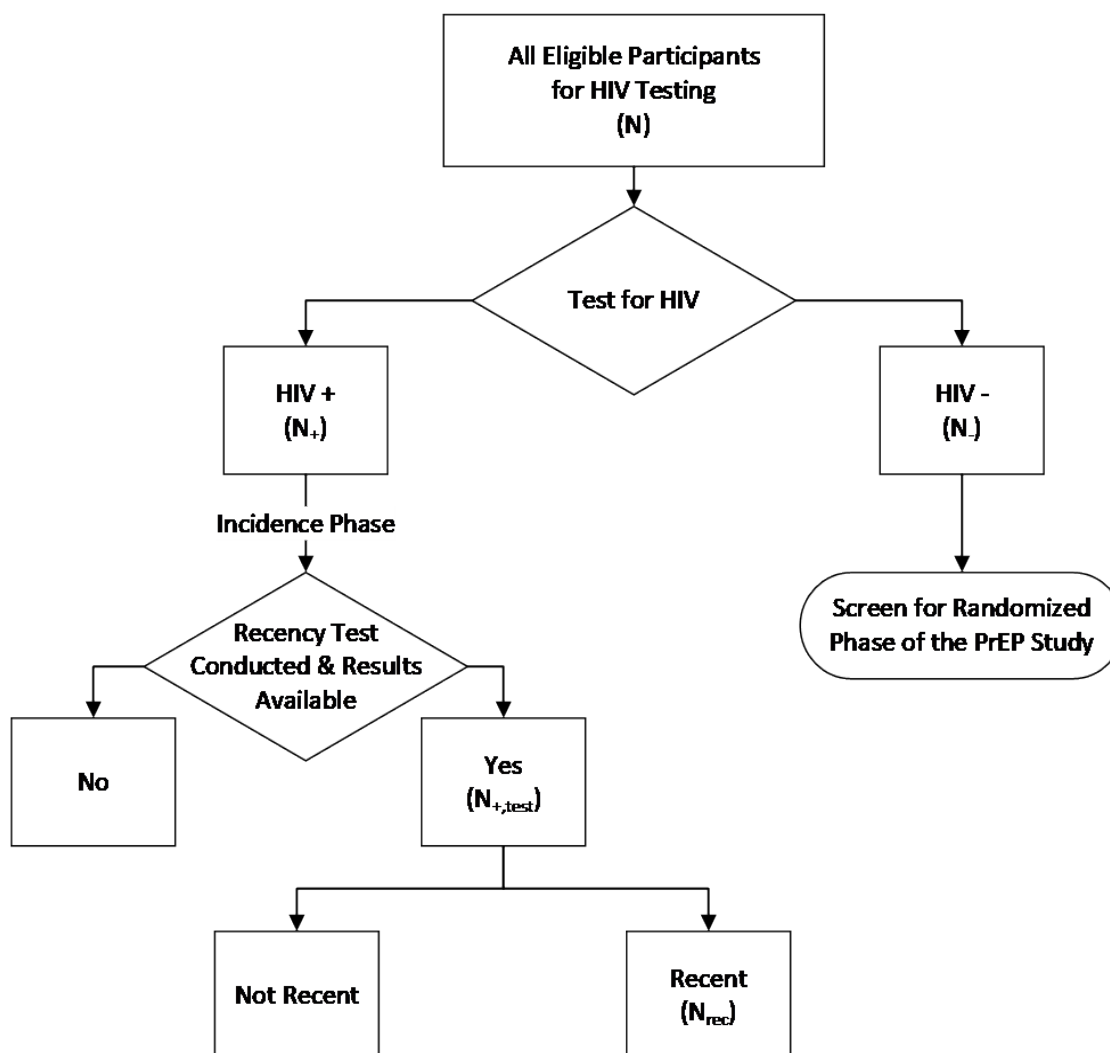 All Eligible Participants
for HIV Testing
(N)
Test for HIV
HIV +
(N₊)
HIV -
(N₋)
Incidence Phase
Recency Test
Conducted & Results
Available
Screen for Randomized
Phase of the PrEP Study
No
Yes
(N₊,test)
Not Recent
Recent
(Nrec)